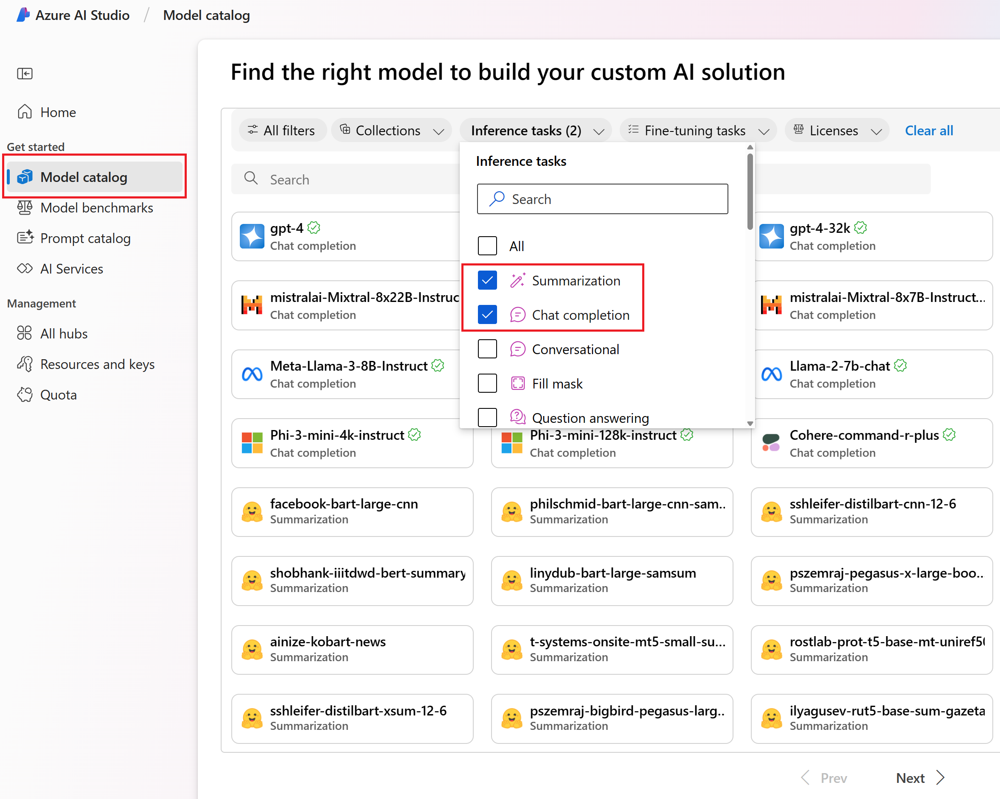 Azure AI Studio / Model catalog
Home
Get started
Model catalog
Model benchmarks
Prompt catalog
AI Services
Management
All hubs
Resources and keys
Quota
Find the right model to build your custom AI solution
All filters
Collections
Inference tasks (2)
Fine-tuning tasks
Licenses
Clear all
Search
Inference tasks
Search
All
Summarization
Chat completion
Conversational
Fill mask
Question answering
gpt-4
Chat completion
gpt-4-32k
Chat completion
mistralai-Mixtral-8x22B-Instruc
Chat completion
mistralai-Mixtral-8x7B-Instruct...
Chat completion
Meta-Llama-3-8B-Instruct
Chat completion
Llama-2-7b-chat
Chat completion
Phi-3-mini-4k-instruct
Chat completion
Phi-3-mini-128k-instruct
Chat completion
Cohere-command-r-plus
Chat completion
facebook-bart-large-cnn
Summarization
philschmid-bart-large-cnn-sam..
Summarization
sshleifer-distilbart-cnn-12-6
Summarization
shobhank-iiitdwd-bert-summary
Summarization
linydub-bart-large-samsum
Summarization
pszemraj-pegasus-x-large-boo..
Summarization
ainize-kobart-news
Summarization
t-systems-onsite-mt5-small-su...
Summarization
rostlab-prot-t5-base-mt-uniref50
Summarization
sshleifer-distilbart-xsum-12-6
Summarization
pszemraj-bigbird-pegasus-larg..
Summarization
ilyagusev-rut5-base-sum-gazeta
Summarization
Prev
Next